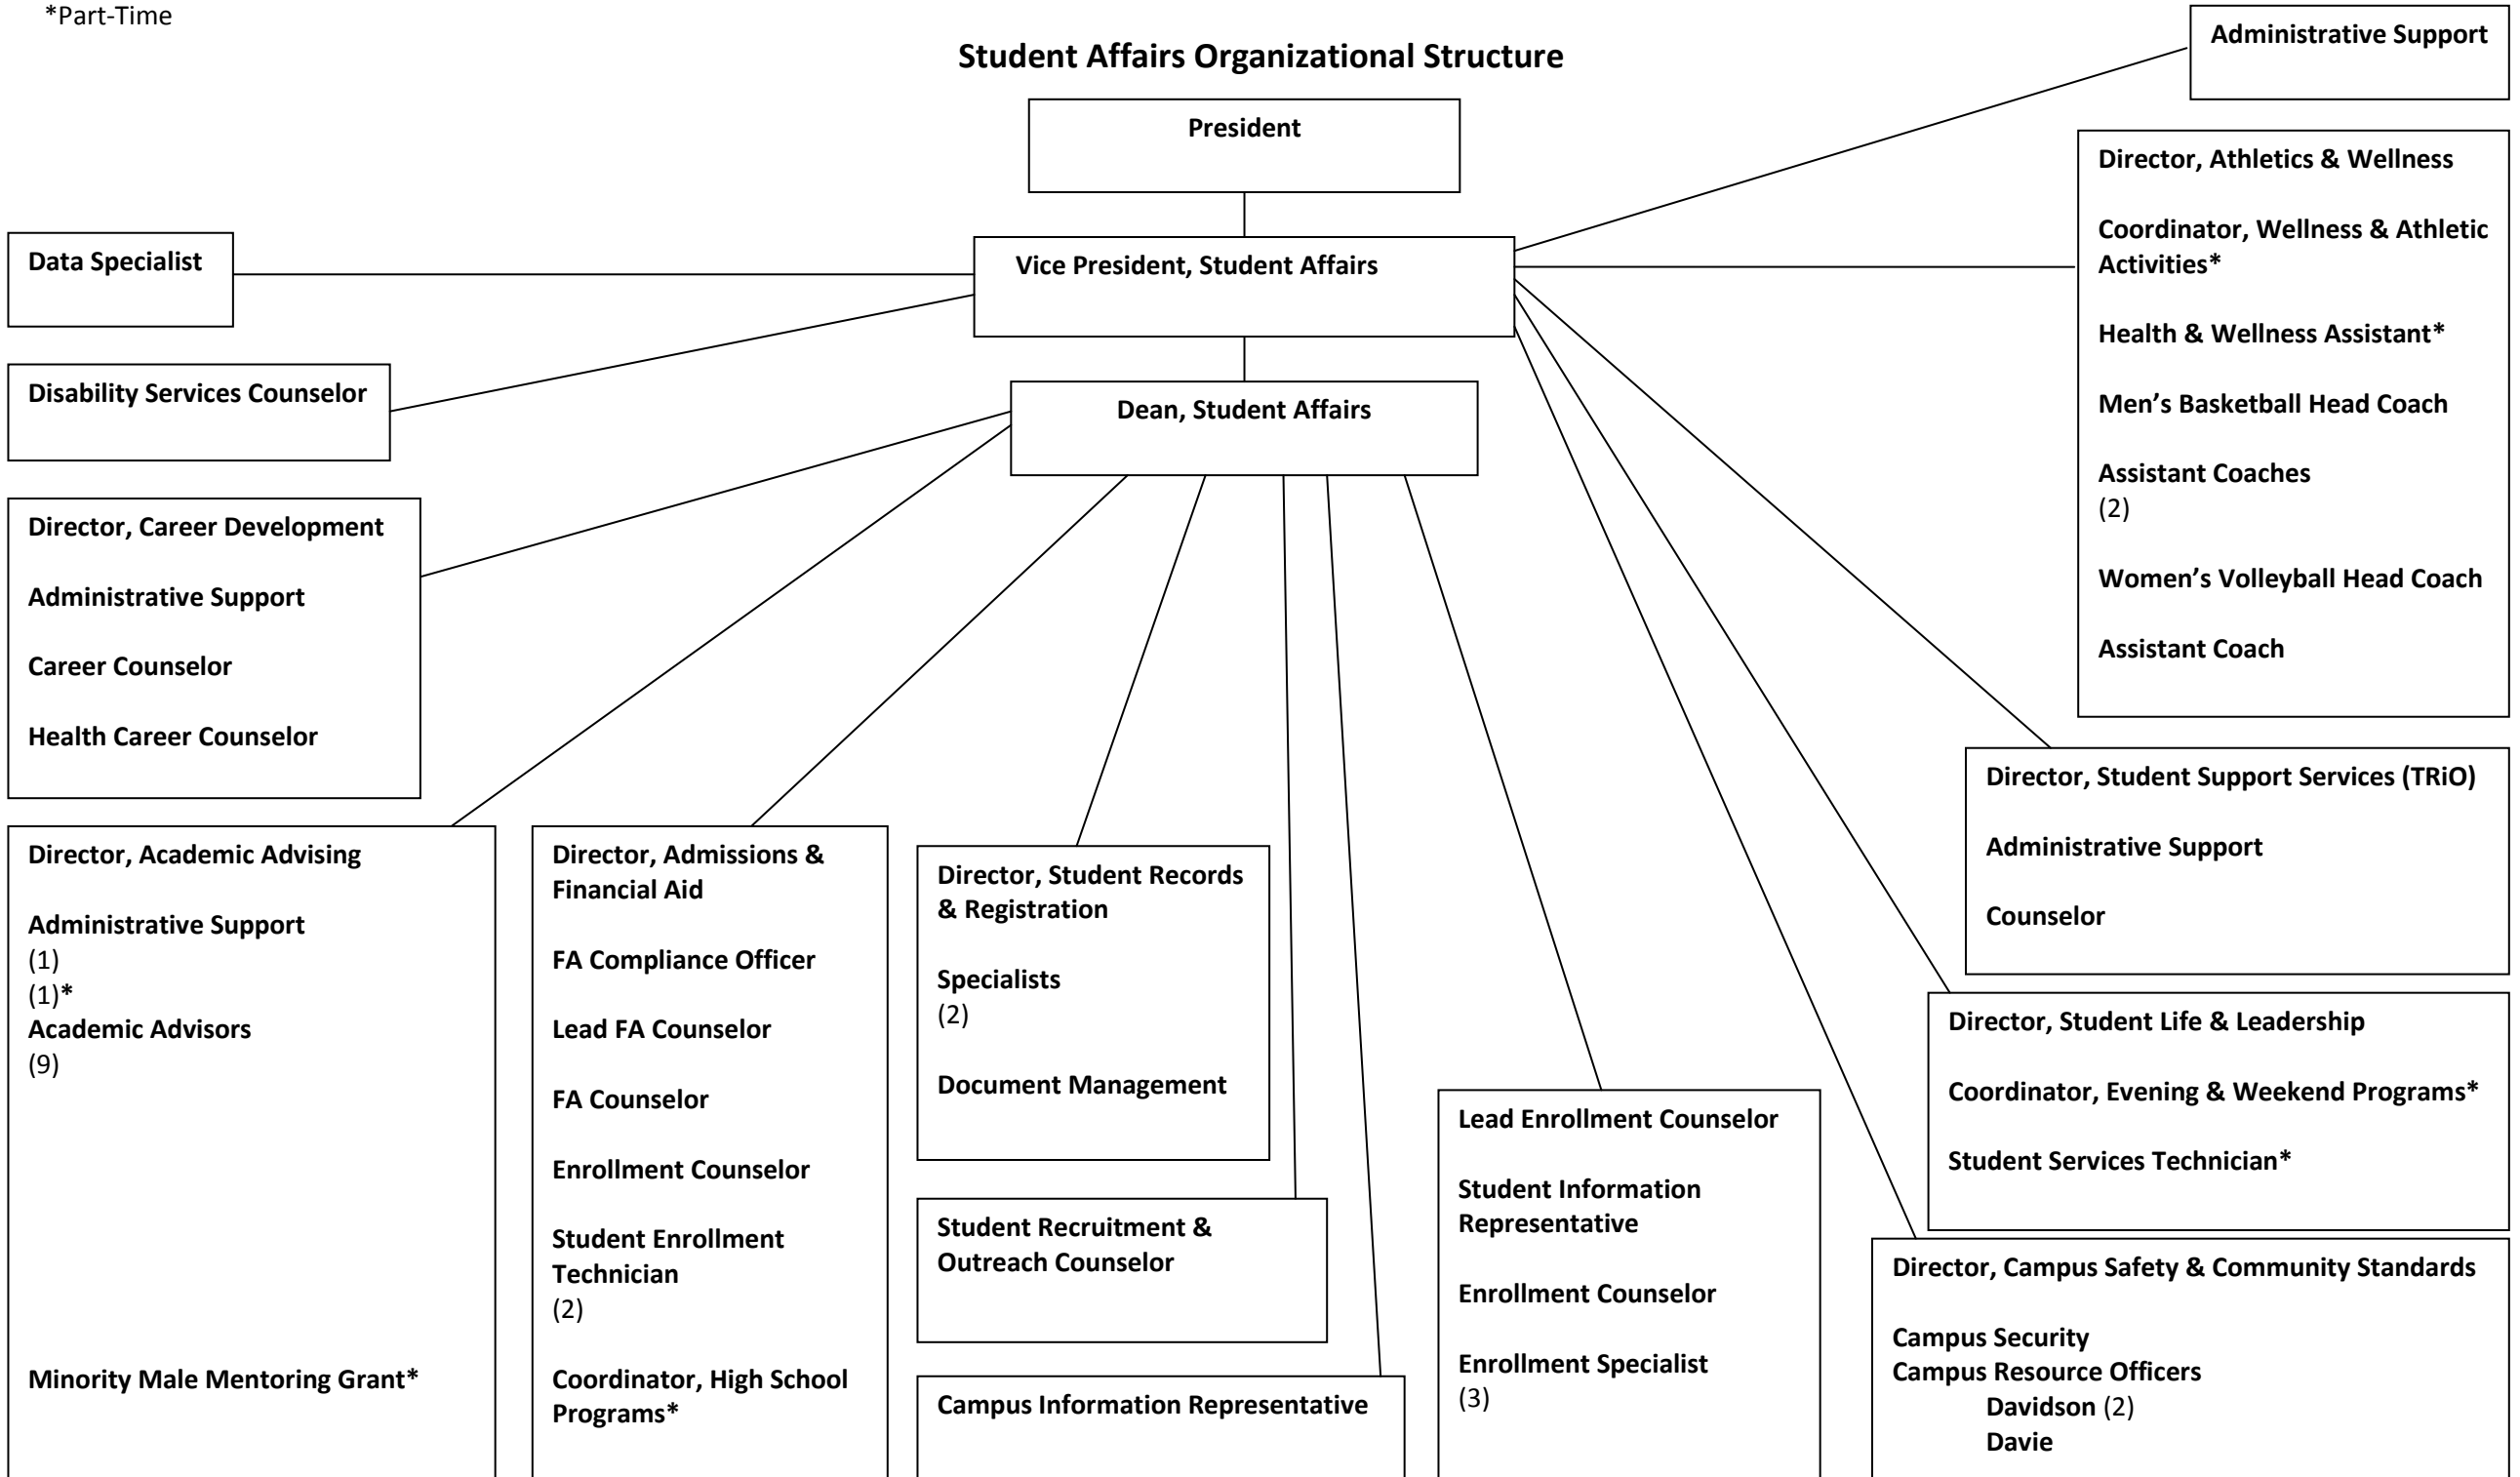 *Part-Time
Student Affairs Organizational Structure
Administrative Support
President
Director, Athletics & Wellness
Coordinator, Wellness & Athletic
Activities*
Health & Wellness Assistant*
Men’s Basketball Head Coach
Assistant Coaches
(2)
Women’s Volleyball Head Coach
Assistant Coach
Data Specialist
Vice President, Student Affairs
Disability Services Counselor
Dean, Student Affairs
Director, Career Development
Administrative Support
Career Counselor
Health Career Counselor
Director, Student Support Services (TRiO)
Administrative Support
Counselor
Director, Academic Advising
Administrative Support
(1)
(1)*
Academic Advisors
(9)
Minority Male Mentoring Grant*
Director, Admissions &
Financial Aid
FA Compliance Officer
Lead FA Counselor
FA Counselor
Enrollment Counselor
Student Enrollment
Technician
(2)
Coordinator, High School
Programs*
Director, Student Records
& Registration
Specialists
(2)
Document Management
Student Recruitment &
Outreach Counselor
Campus Information Representative
Lead Enrollment Counselor
Student Information
Representative
Enrollment Counselor
Enrollment Specialist
(3)
Director, Student Life & Leadership
Coordinator, Evening & Weekend Programs*
Student Services Technician*
Director, Campus Safety & Community Standards
Campus Security
Campus Resource Officers
Davidson (2)
Davie